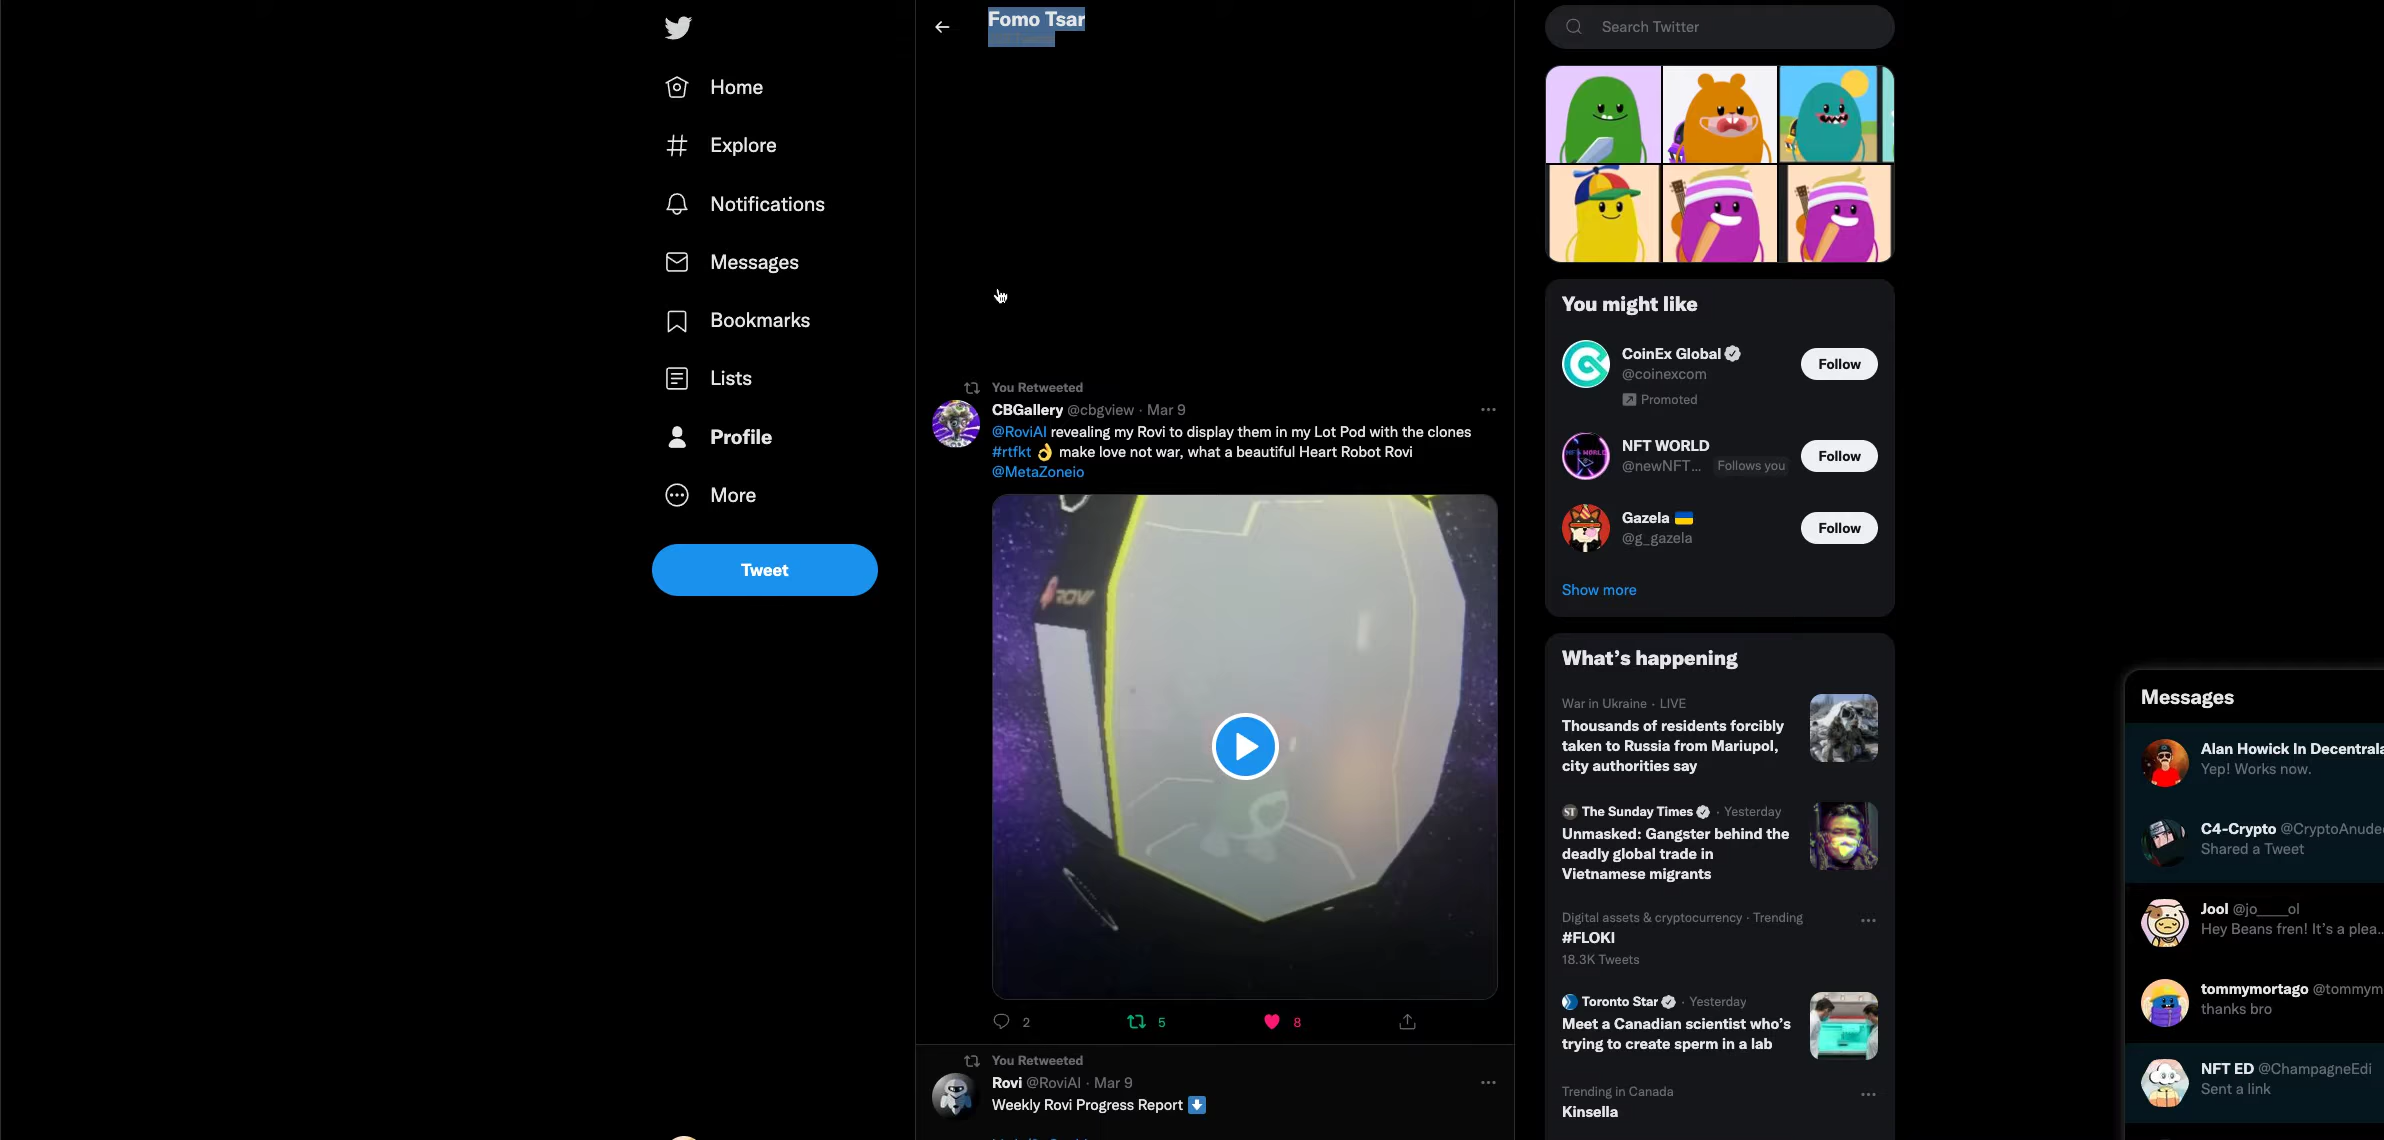 Fomo Tsar
Home
Explore
Notifications
Messages
Bookmarks
Lists
Profile
More
Tweet
You Retweeted
CBGallery @cbgview · Mar 9
@RoviAI revealing my Rovi to display them in my Lot Pod with the clones
#rtfkt 👌 make love not war, what a beautiful Heart Robot Rovi
@MetaZoneio
ROVI
2
5
8
You Retweeted
Rovi @RoviAI · Mar 9
Weekly Rovi Progress Report ⬇️
Search Twitter
You might like
CoinEx Global
@coinexcom
Promoted
Follow
NFT WORLD
@newNFT... Follows you
Follow
Gazela 🇺🇦
@g_gazela
Follow
Show more
What's happening
War in Ukraine · LIVE
Thousands of residents forcibly
taken to Russia from Mariupol,
city authorities say
The Sunday Times · Yesterday
Unmasked: Gangster behind the
deadly global trade in
Vietnamese migrants
Digital assets & cryptocurrency · Trending
#FLOKI
18.3K Tweets
Toronto Star · Yesterday
Meet a Canadian scientist who's
trying to create sperm in a lab
Trending in Canada
Kinsella
Messages
Alan Howick In Decentrala
Yep! Works now.
C4-Crypto @CryptoAnude
Shared a Tweet
Jool @jo____ol
Hey Beans fren! It's a plea...
tommymortago @tommym
thanks bro
NFT ED @ChampagneEdi
Sent a link